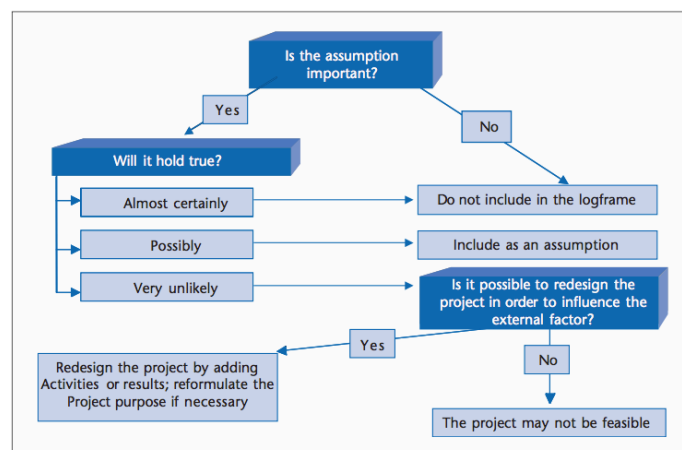 Is the assumption
important?
Yes
No
Will it hold true?
Almost certainly
Do not include in the logframe
Possibly
Include as an assumption
Very unlikely
Is it possible to redesign the
project in order to influence the
external factor?
Yes
No
Redesign the project by adding
Activities or results; reformulate the
Project purpose if necessary
The project may not be feasible